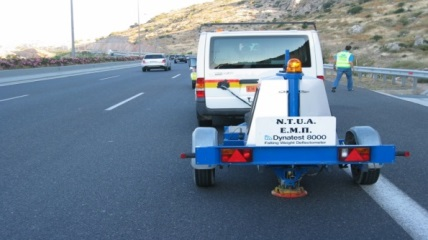 N.T.U.A.
Ε.Μ.Π.
Dynatest 8000
Falling Weight Deflectometer